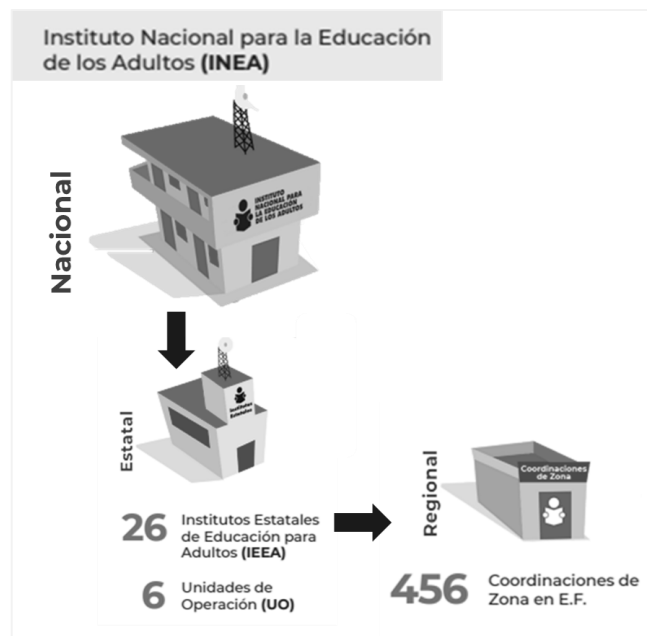 Instituto Nacional para la Educación
de los Adultos (INEA)
Nacional
INSTITUTO
NACIONAL PARA
LA EDUCACIÓN
DE LOS ADULTOS
Estatal
Institutos
Estatales
26 Institutos Estatales
de Educación para
Adultos (IEEA)
6 Unidades de
Operación (UO)
Regional
Coordinaciones
de Zona
456 Coordinaciones de
Zona en E.F.